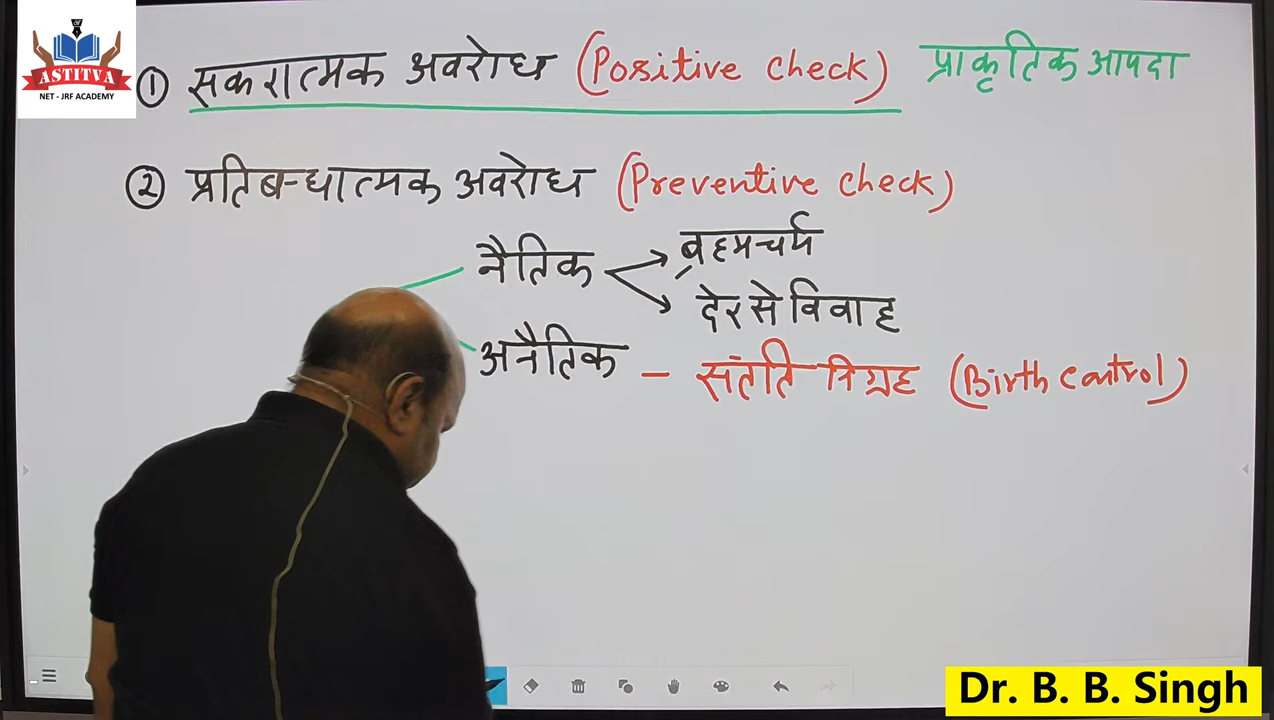 ASTITVA
NET - JRF ACADEMY
① सकारात्मक अवरोध (Positive check) प्राकृतिक आपदा
② प्रतिबन्धात्मक अवरोध (Preventive check)
नैतिक → ब्रह्मचर्य
→ देर से विवाह
अनैतिक – संतति निग्रह (Birth control)
Dr. B. B. Singh